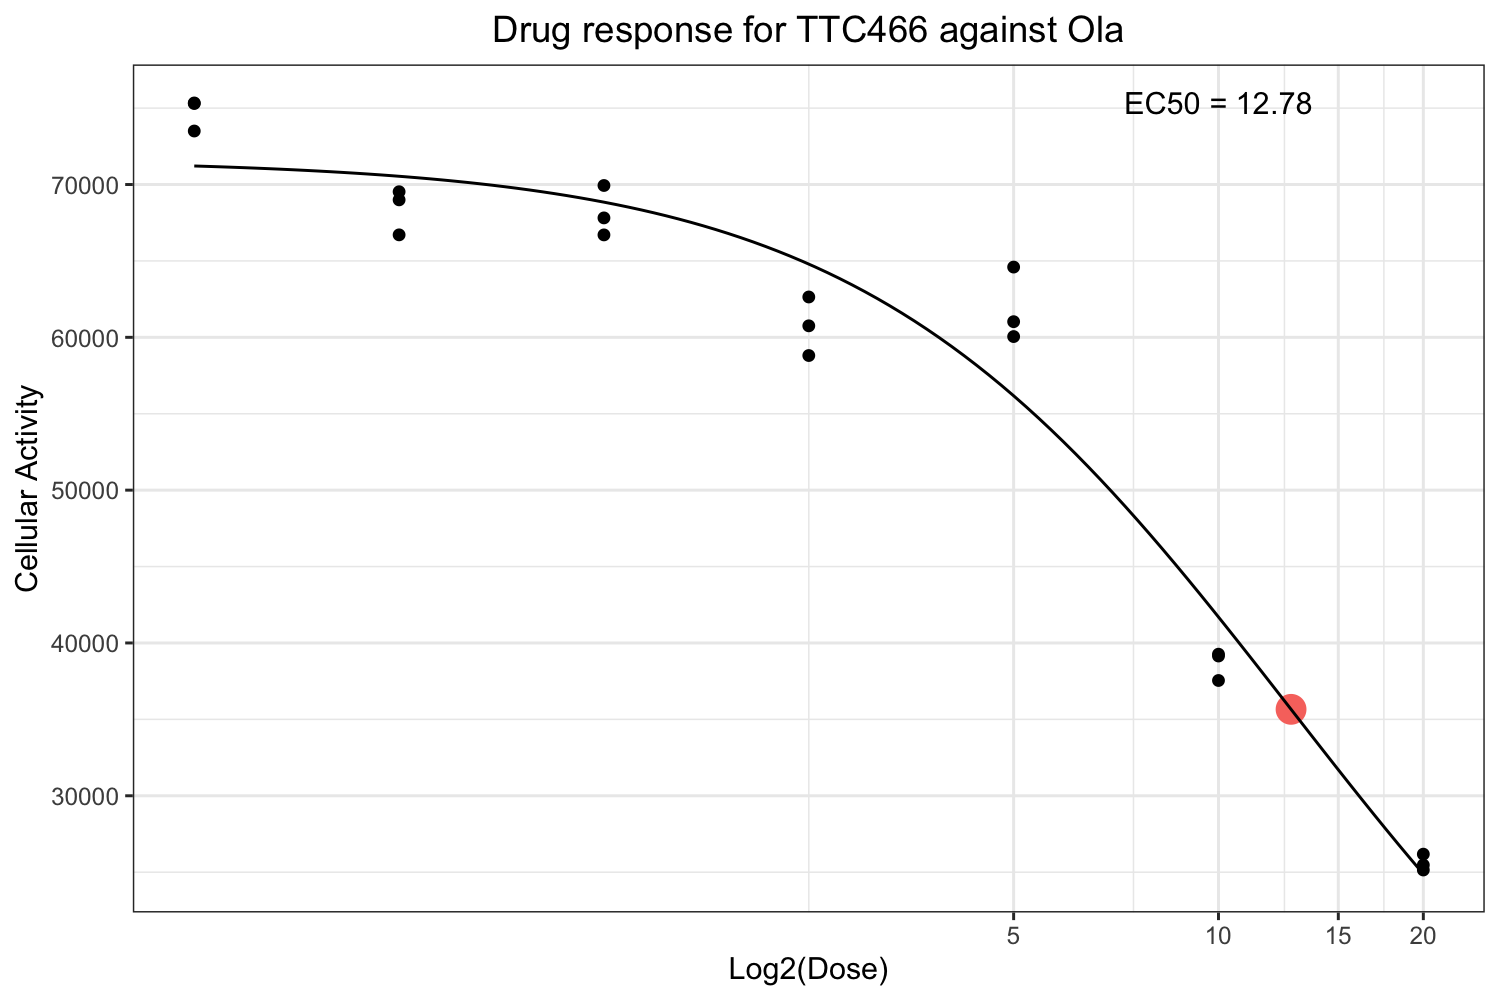 Drug response for TTC466 against Ola
EC50 = 12.78
70000
60000
50000
40000
30000
Cellular Activity
5 10 15 20
Log2(Dose)